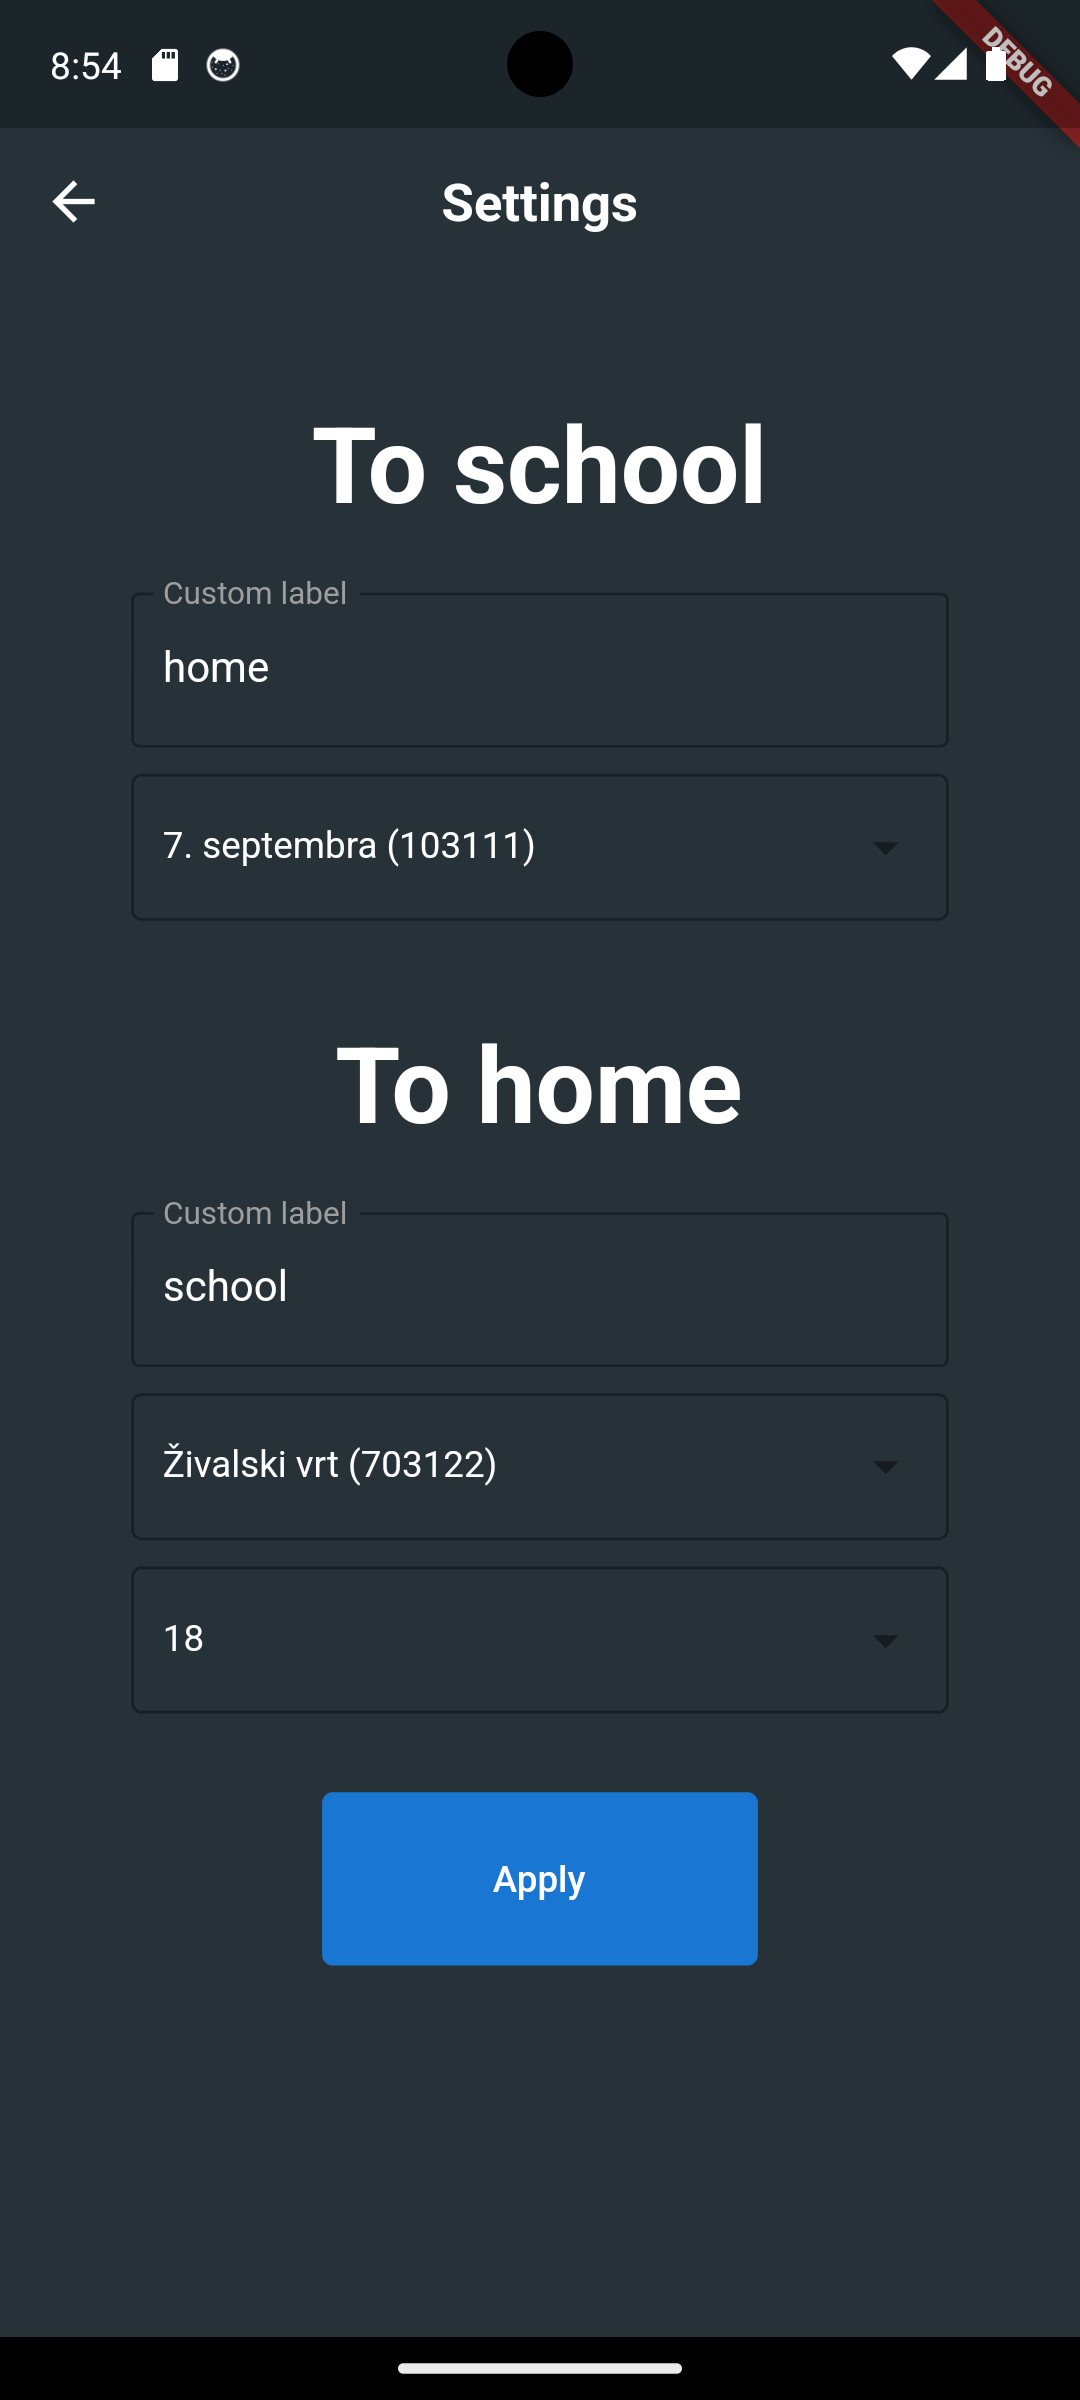 8:54
DEBUG
Settings
To school
Custom label
home
7. septembra (103111)
To home
Custom label
school
Živalski vrt (703122)
18
Apply